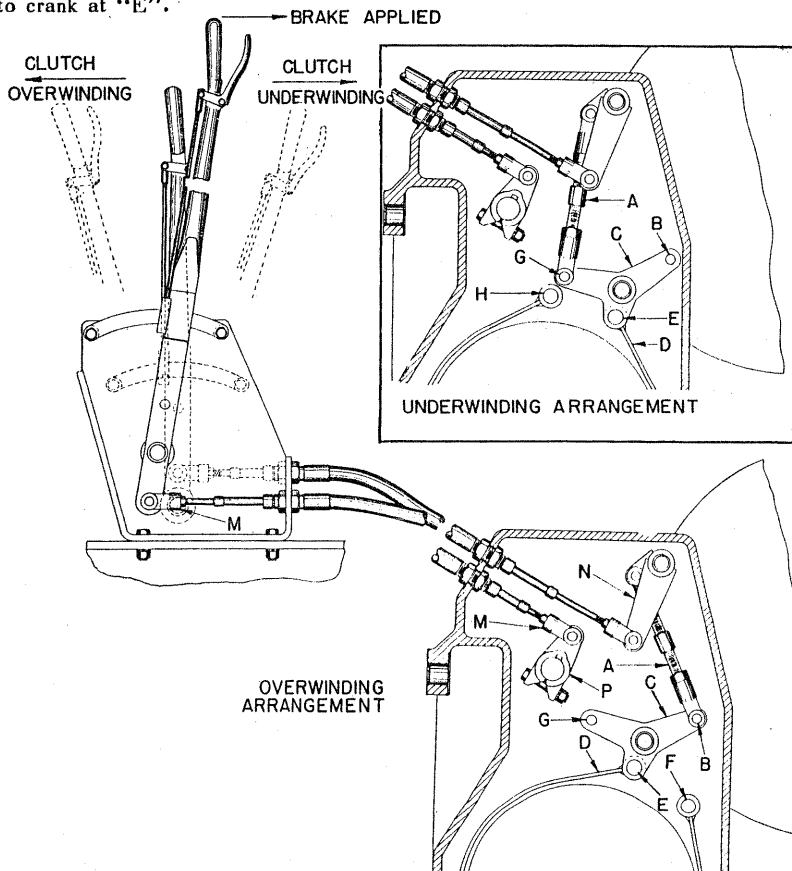 to crank at "E".
BRAKE APPLIED
CLUTCH
OVERWINDING
CLUTCH
UNDERWINDING
A
B
C
G
H
E
D
UNDERWINDING ARRANGEMENT
M
N
M
A
P
C
OVERWINDING
ARRANGEMENT
G
D
F
B
E